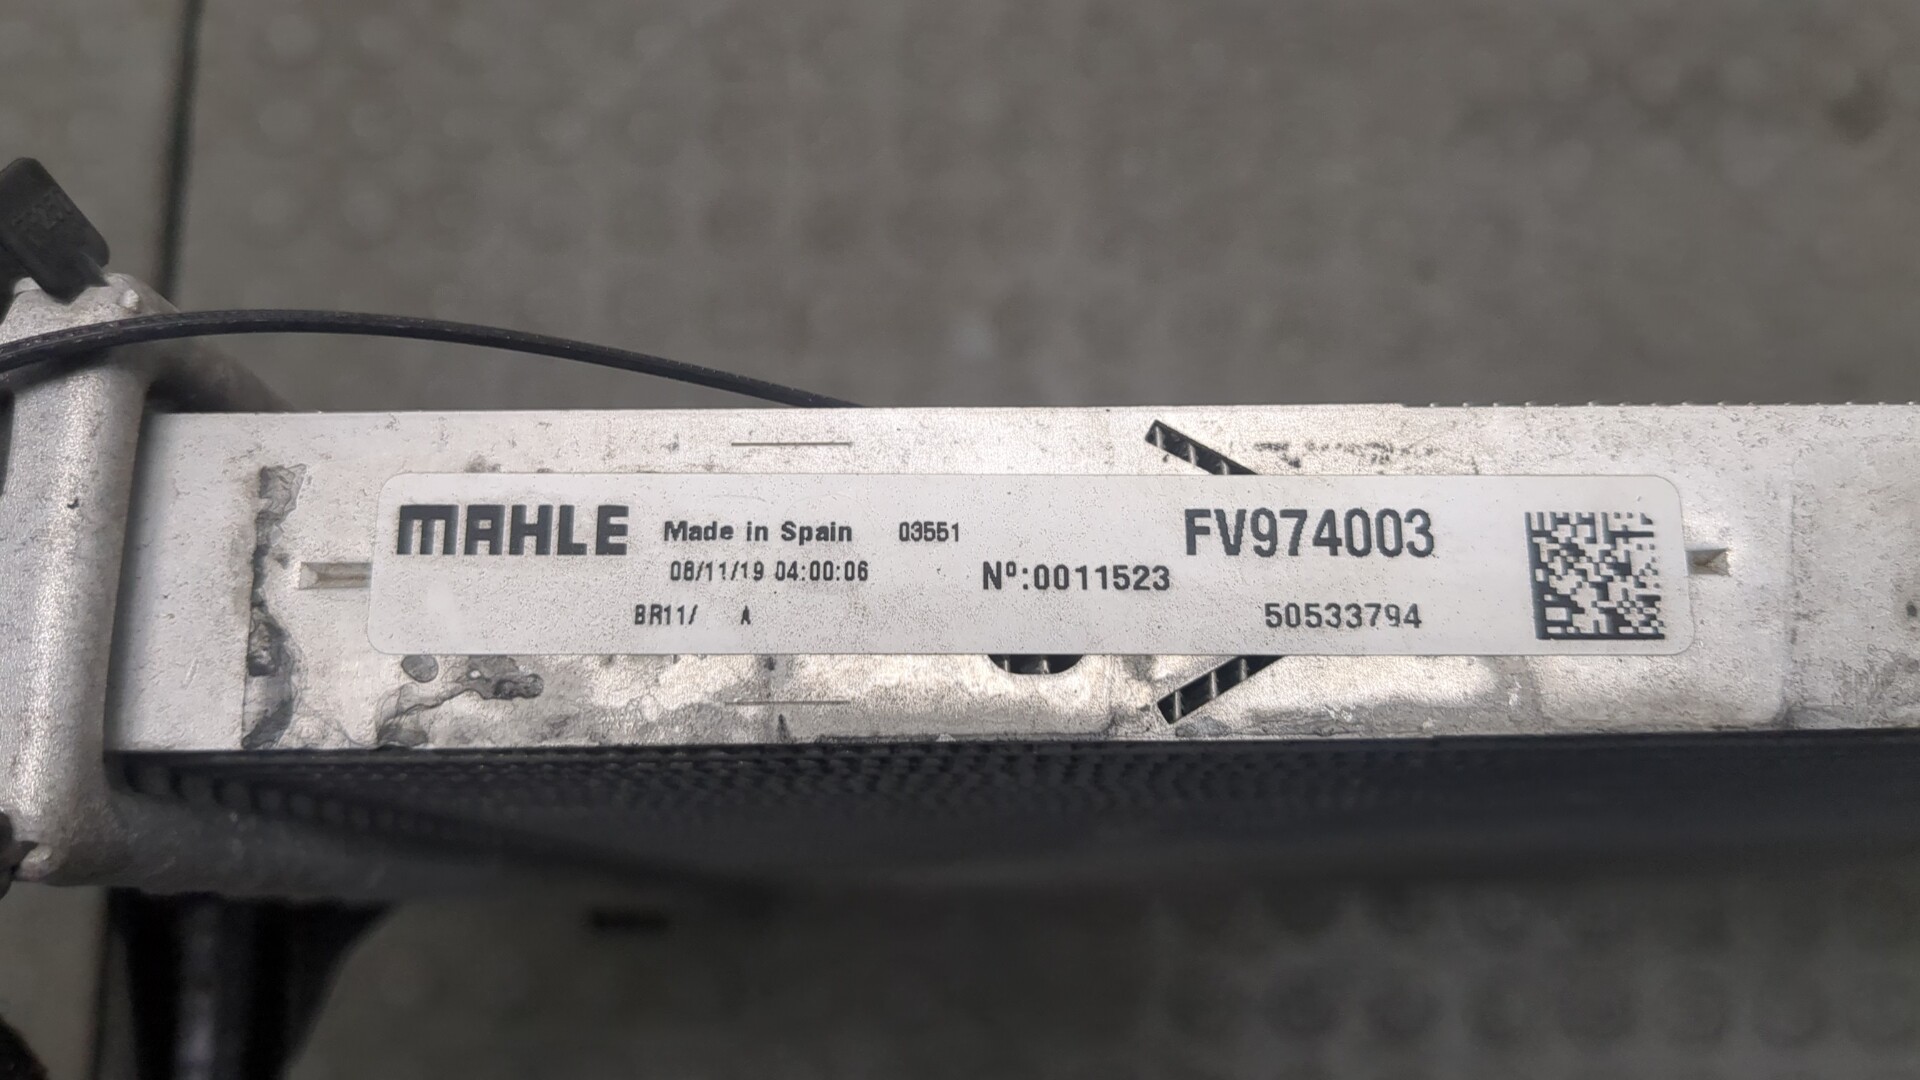 MAHLE Made in Spain 03551 FV974003
08/11/19 04:00:06 Nº:0011523
BR11/ A 50533794